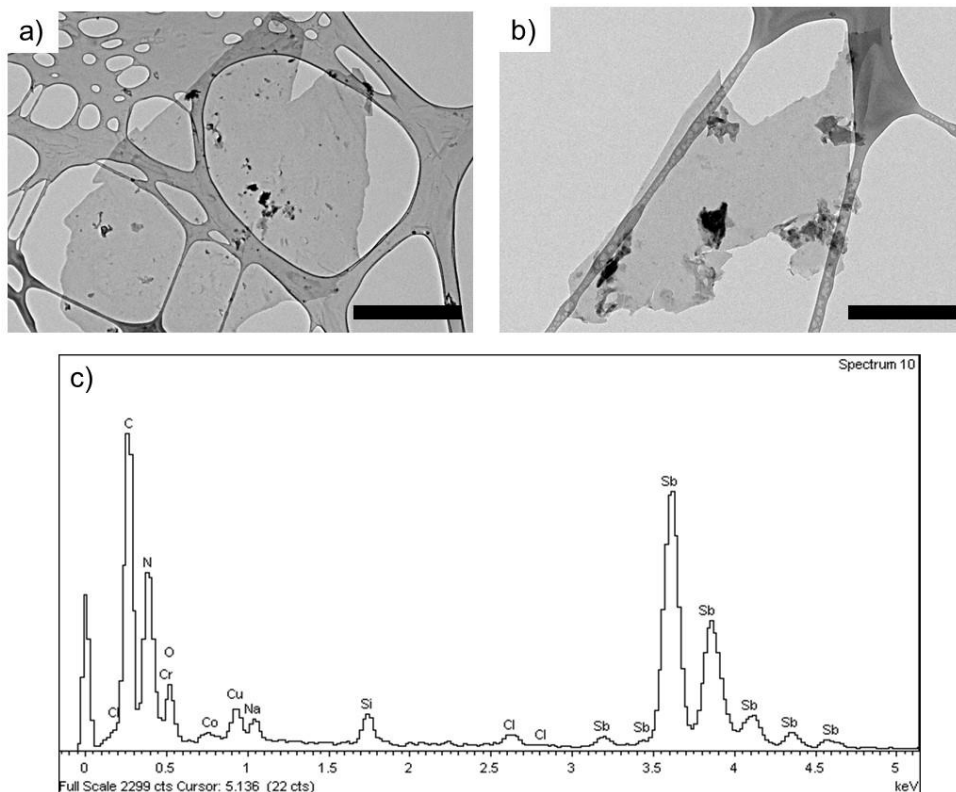 a)
b)
c)
Spectrum 10
C
N
O
Cl
Cr
Co
Cu
Na
Si
Cl
Cl
Sb
Sb
Sb
Sb
Sb
Sb
Sb
0 0.5 1 1.5 2 2.5 3 3.5 4 4.5 5
Full Scale 2299 cts Cursor: 5.136 (22 cts) keV